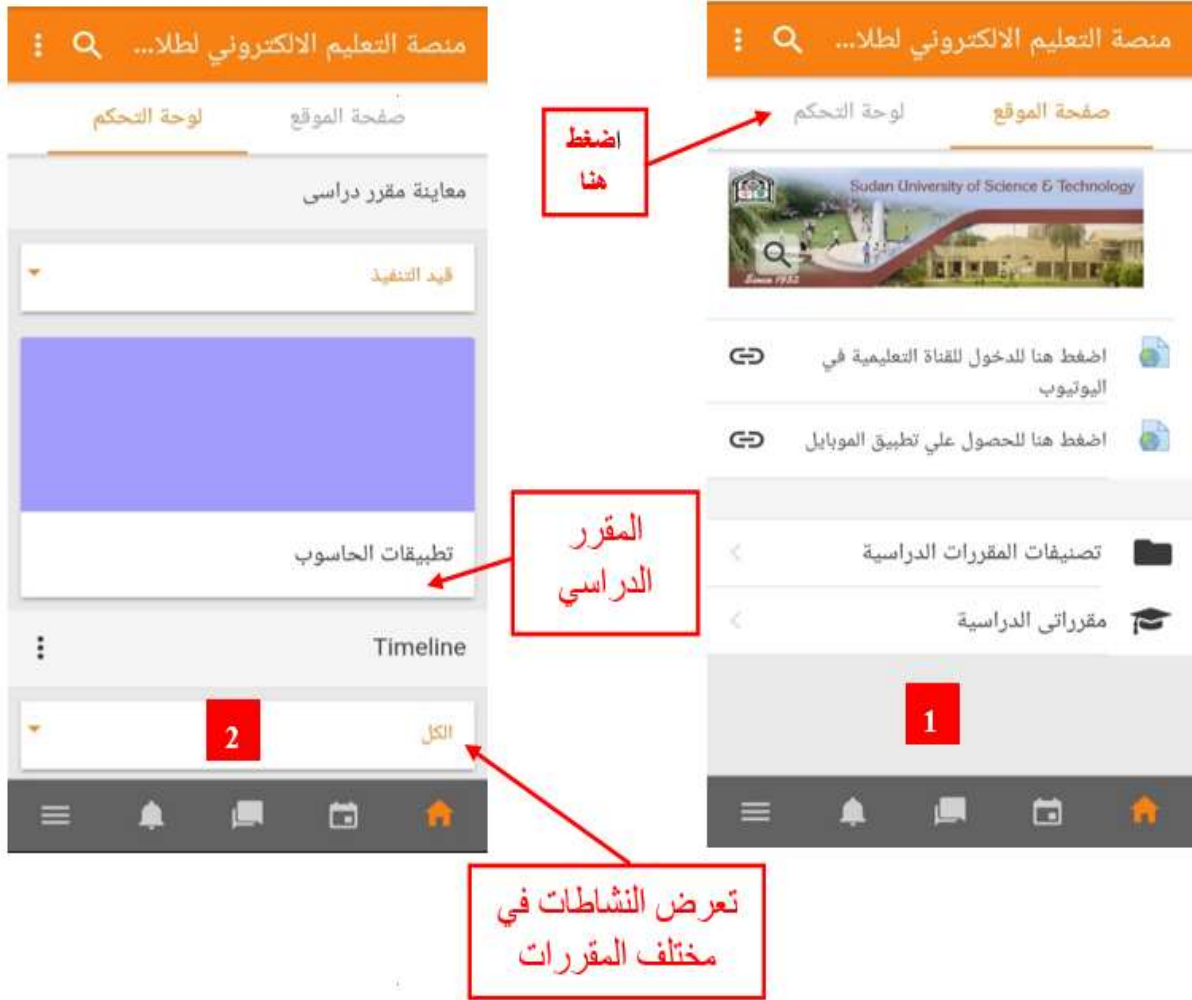 منصة التعليم الالكتروني لطلا...
صفحة الموقع
لوحة التحكم
Sudan University of Science & Technology
Since 1932
اضغط هنا للدخول للقناة التعليمية في
اليوتيوب
اضغط هنا للحصول علي تطبيق الموبايل
تصنيفات المقررات الدراسية
مقرراتى الدراسية
1
اضغط
هنا
منصة التعليم الالكتروني لطلا...
صفحة الموقع
لوحة التحكم
معاينة مقرر دراسى
قيد التنفيذ
تطبيقات الحاسوب
المقرر
الدراسي
Timeline
الكل
2
تعرض النشاطات في
مختلف المقررات